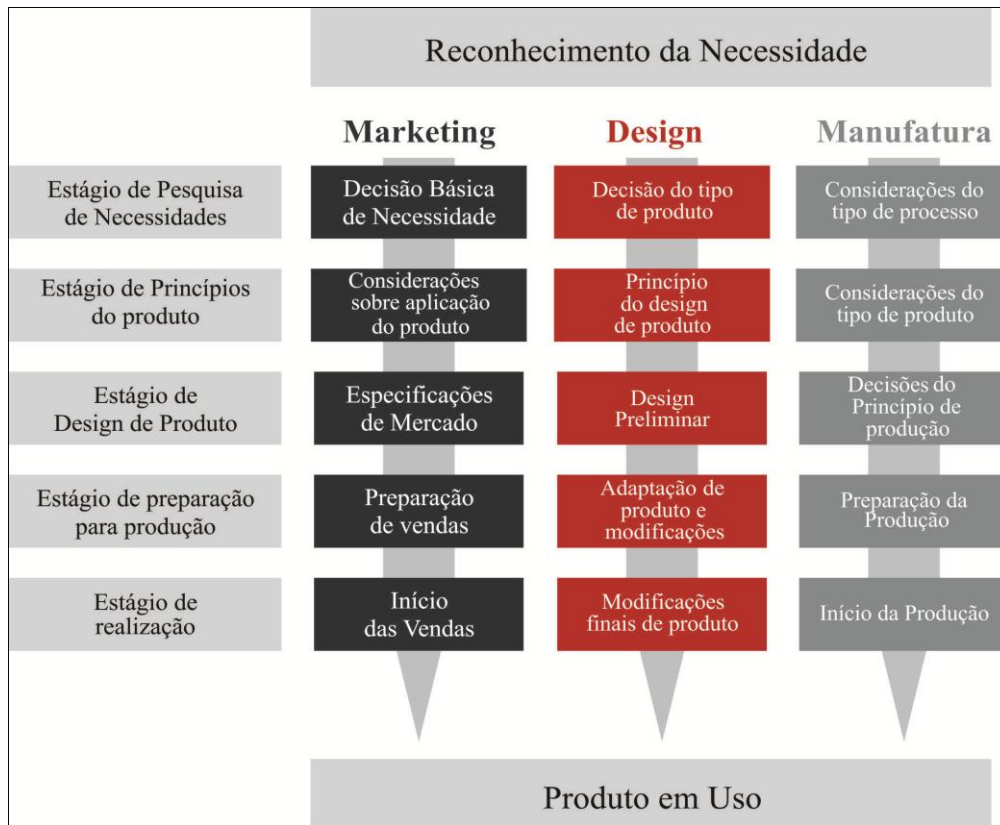 Reconhecimento da Necessidade
Marketing
Design
Manufatura
Estágio de Pesquisa
de Necessidades
Decisão Básica
de Necessidade
Decisão do tipo
de produto
Considerações do
tipo de processo
Estágio de Princípios
do produto
Considerações
sobre aplicação
do produto
Princípio
do design
de produto
Considerações do
tipo de produto
Estágio de
Design de Produto
Especificações
de Mercado
Design
Preliminar
Decisões do
Princípio de
produção
Estágio de preparação
para produção
Preparação
de vendas
Adaptação de
produto e
modificações
Preparação da
Produção
Estágio de
realização
Início
das Vendas
Modificações
finais de produto
Início da Produção
Produto em Uso